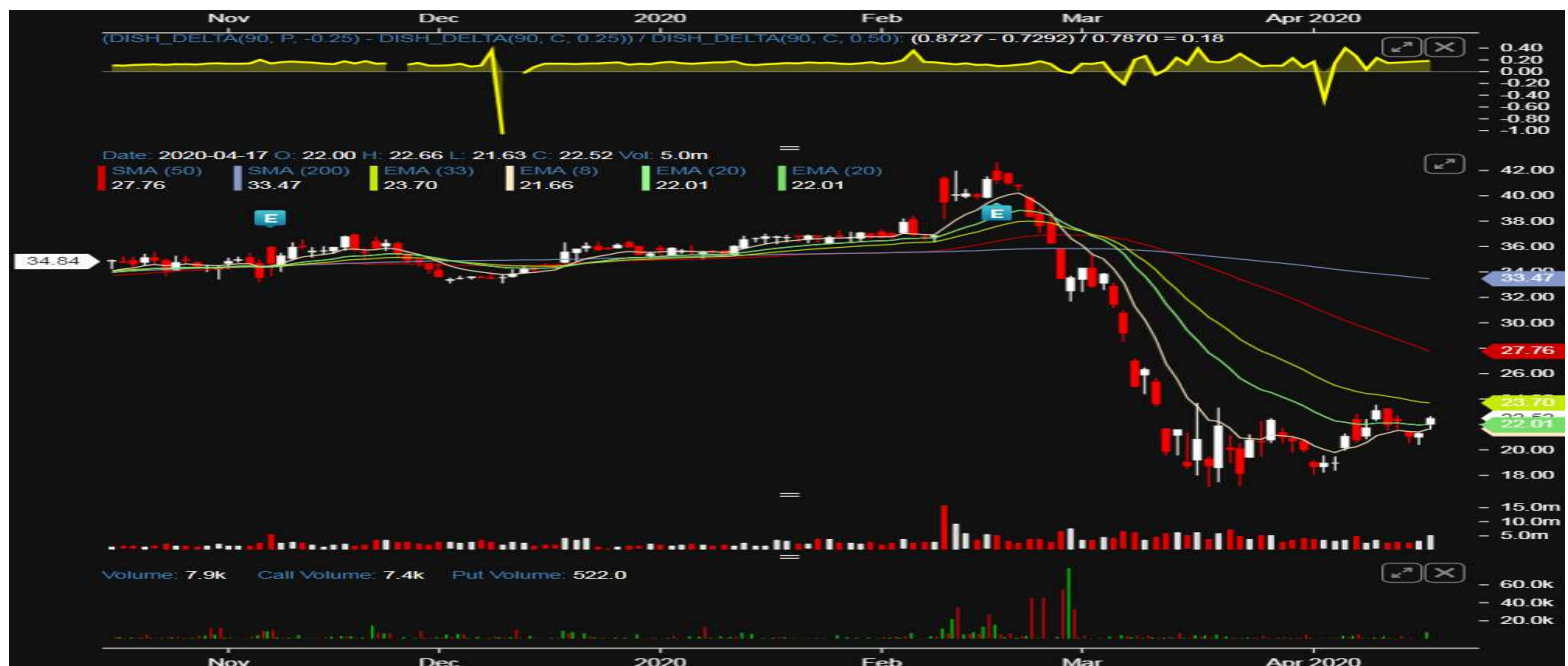 Nov Dec 2020 Feb Mar Apr 2020
(DISH_DELTA(90, P, -0.25) - DISH_DELTA(90, C, 0.25)) / DISH_DELTA(90, C, 0.50): (0.8727 - 0.7292) / 0.7870 = 0.18
0.40
0.20
0.00
-0.20
-0.40
-0.60
-0.80
-1.00
Date: 2020-04-17 O: 22.00 H: 22.66 L: 21.63 C: 22.52 Vol: 5.0m
SMA (50) SMA (200) EMA (33) EMA (8) EMA (20) EMA (20)
27.76 33.47 23.70 21.66 22.01 22.01
42.00
40.00
E E
38.00
36.00
34.84
34.00
33.47
32.00
30.00
27.76
26.00
23.70
22.01
20.00
18.00
15.0m
10.0m
5.0m
Volume: 7.9k Call Volume: 7.4k Put Volume: 522.0
60.0k
40.0k
20.0k
Nov Dec 2020 Feb Mar Apr 2020